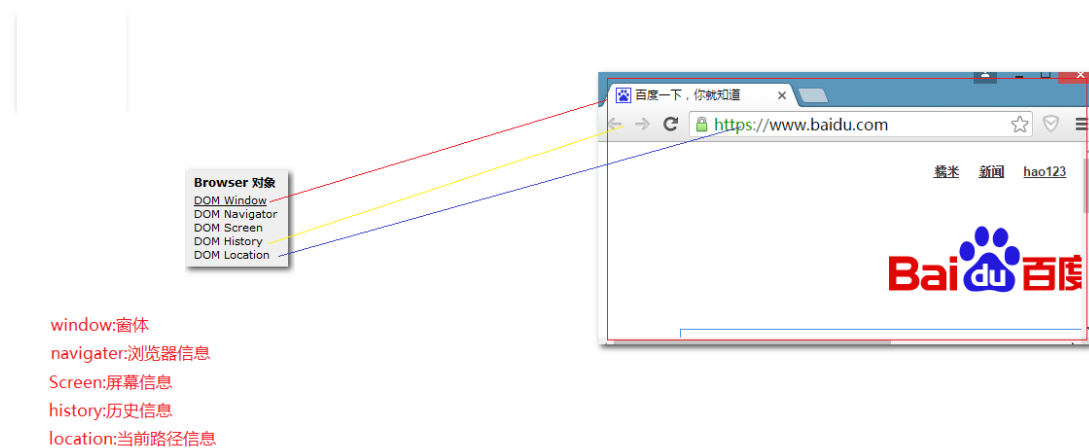 百度一下，你就知道
https://www.baidu.com
糯米 新闻 hao123
Browser 对象
DOM Window
DOM Navigator
DOM Screen
DOM History
DOM Location
Bai du 百度
window:窗体
navigater:浏览器信息
Screen:屏幕信息
history:历史信息
location:当前路径信息